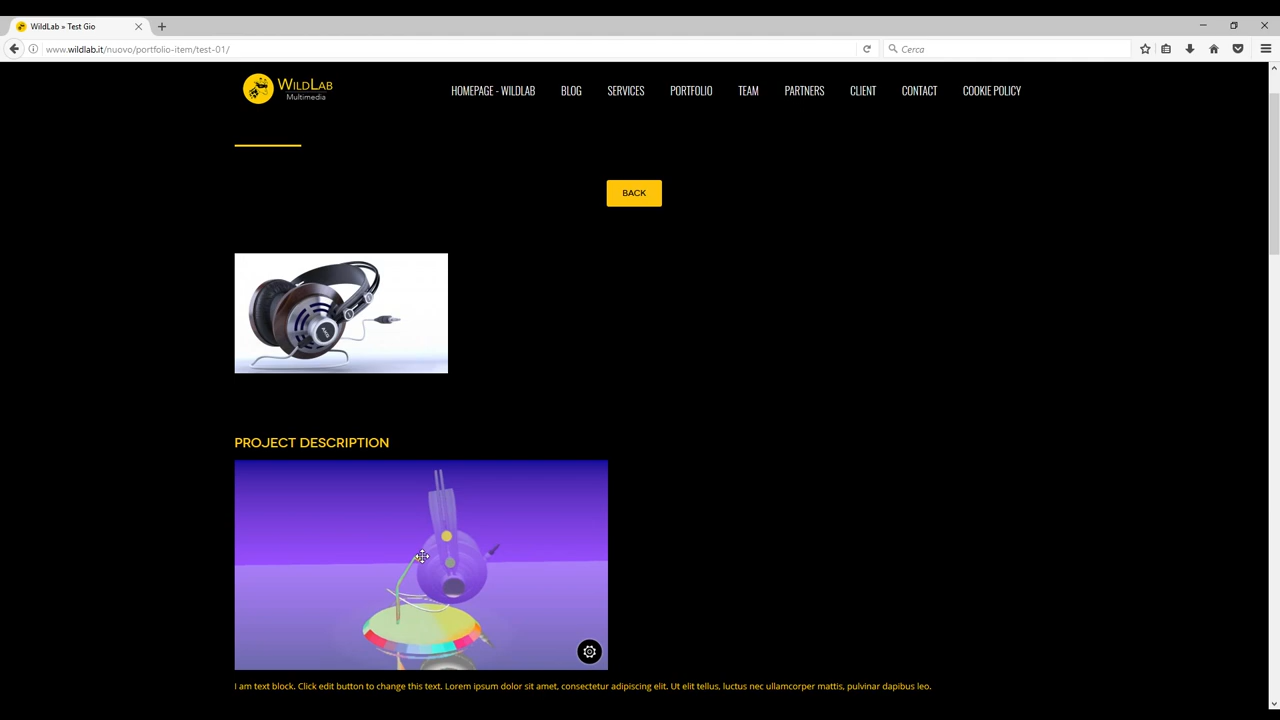 WildLab » Test Gio
www.wildlab.it/nuovo/portfolio-item/test-01/
Cerca
WILDLAB
Multimedia
HOMEPAGE - WILDLAB BLOG SERVICES PORTFOLIO TEAM PARTNERS CLIENT CONTACT COOKIE POLICY
BACK
AKG
PROJECT DESCRIPTION
I am text block. Click edit button to change this text. Lorem ipsum dolor sit amet, consectetur adipiscing elit. Ut elit tellus, luctus nec ullamcorper mattis, pulvinar dapibus leo.